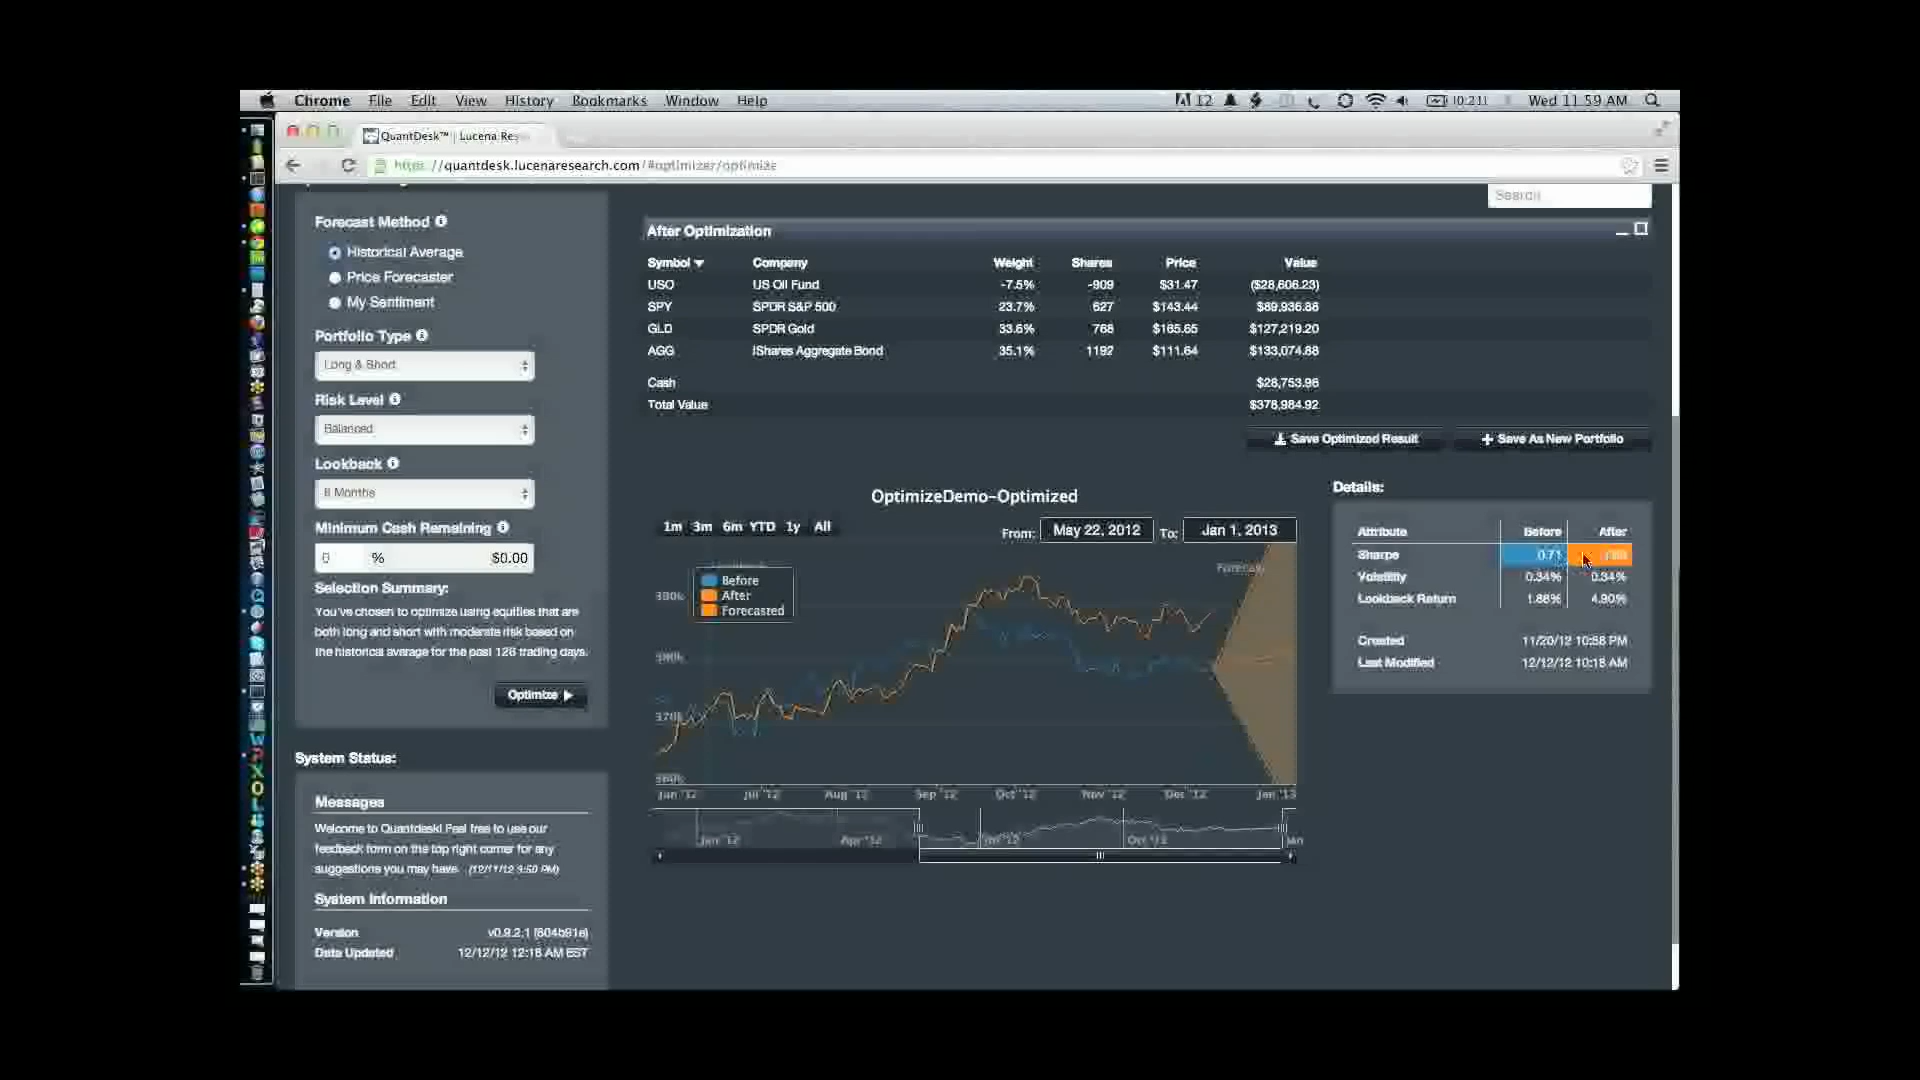 Chrome File Edit View History Bookmarks Window Help
12 Wed 11:59 AM
QuantDesk™ | Lucena Res
https://quantdesk.lucenaresearch.com/#optimizer/optimize
Search
Forecast Method
Historical Average
Price Forecaster
My Sentiment
Portfolio Type
Long & Short
Risk Level
Balanced
Lookback
Months
Minimum Cash Remaining
0 % $0.00
Selection Summary:
You've chosen to optimize using equities that are
both long and short with moderate risk based on
the historical average for the past 126 trading days.
Optimize
System Status:
Messages
Welcome to Quantdesk! Feel free to use our
feedback form on the top right corner for any
suggestions you may have.
System Information
Version
Data Updated 12/12/12 12:18 AM EST
After Optimization
Symbol Company Weight Shares Price Value
USO US Oil Fund -7.5% -909 $31.47 ($28,606.23)
SPY SPDR S&P 500 23.7% 627 $143.44 $89,936.88
GLD SPDR Gold 33.6% 768 $165.65 $127,219.20
AGG iShares Aggregate Bond 35.1% 1192 $111.64 $133,074.88
Cash $28,753.96
Total Value $378,984.92
Save Optimized Result Save As New Portfolio
OptimizeDemo-Optimized
1m 3m 6m YTD 1y All
From: May 22, 2012 To: Jan 1, 2013
Before
After
Forecasted
Forecast
Jun '12 Jul '12 Aug '12 Sep '12 Oct '12 Nov '12 Dec '12 Jan '13
Apr '12 Oct '12 Jan
Details:
Attribute Before After
Sharpe 0.71
Volatility 0.34% 0.34%
Lookback Return 1.86% 4.90%
Created 11/20/12 10:58 PM
Last Modified 12/12/12 10:18 AM